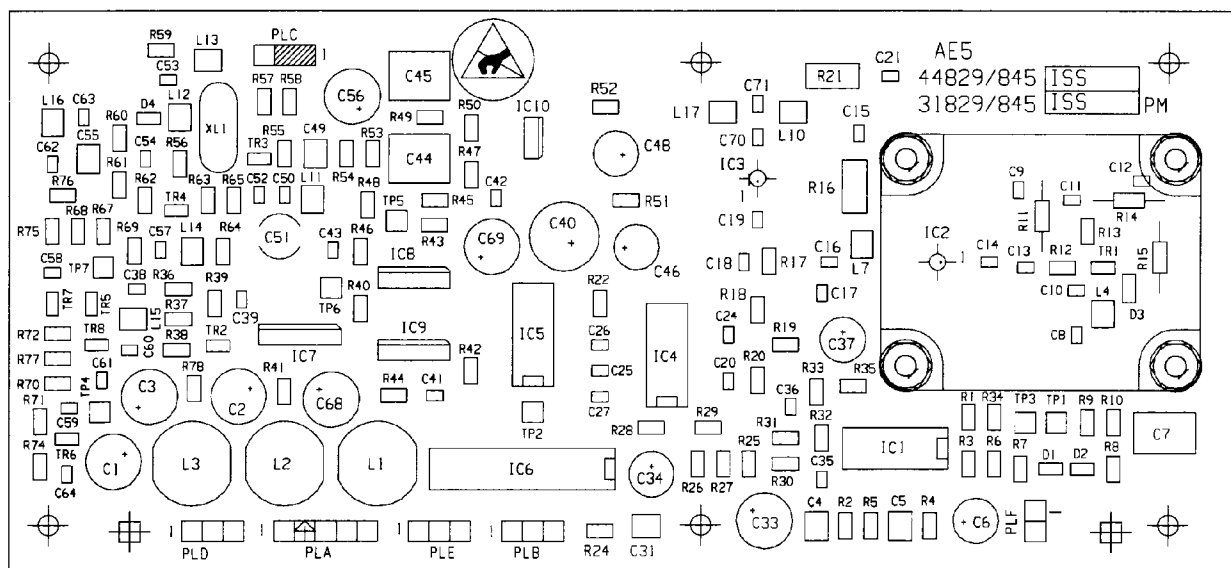 R59
L13
PLC
1
C53
R57 R58
C56
C45
IC10
R52
C71
L17
L10
C70
R21
C21
AE5
44829/845 ISS
31829/845 ISS PM
L16 C63
R60
D4 L12
XL1
R49
R50
C55
C62
R61
C54
R56
R55
TR3
C49
R54
R53
C44
R47
C48
IC3
1
C15
R76
R62
TR4
R63 R65
C52 C50
L11
R48
TP5
R45
C42
R51
C19
R16
C9
C11
C12
R11
R14
R75
R68 R67
R69
C57
L14
R64
C51
C43
R46
R43
C69
C40
C46
C18
R17
C16
L7
IC2
1
C14
C13
R12
R13
TR1
R15
C58
TP7
C38
R36
R39
C39
TP6
IC8
R40
R22
R18
C17
C10
L4
D3
TR7
TR5
L15
R37
R72
TR8
C60
R38
TR2
IC7
IC9
IC5
C26
IC4
C24
R19
C37
C8
R77
C61
R78
R41
R42
C25
C20
R20
R33
R35
R70
TP4
C3
C2
C68
R44
C41
C27
C36
R71
C59
TP2
R28
R29
R31
R32
R1 R34 TP3 TP1 R9 R10
C7
R74
TR6
C64
C1
L3
L2
L1
IC6
C34
R26 R27
R25
R30
C35
IC1
R3
R6
R7
D1 D2
R8
1 PLD
1 PLA
1 PLE
1 PLB
R24
C31
C33
C4
R2
R5
C5
R4
C6
PLF
1